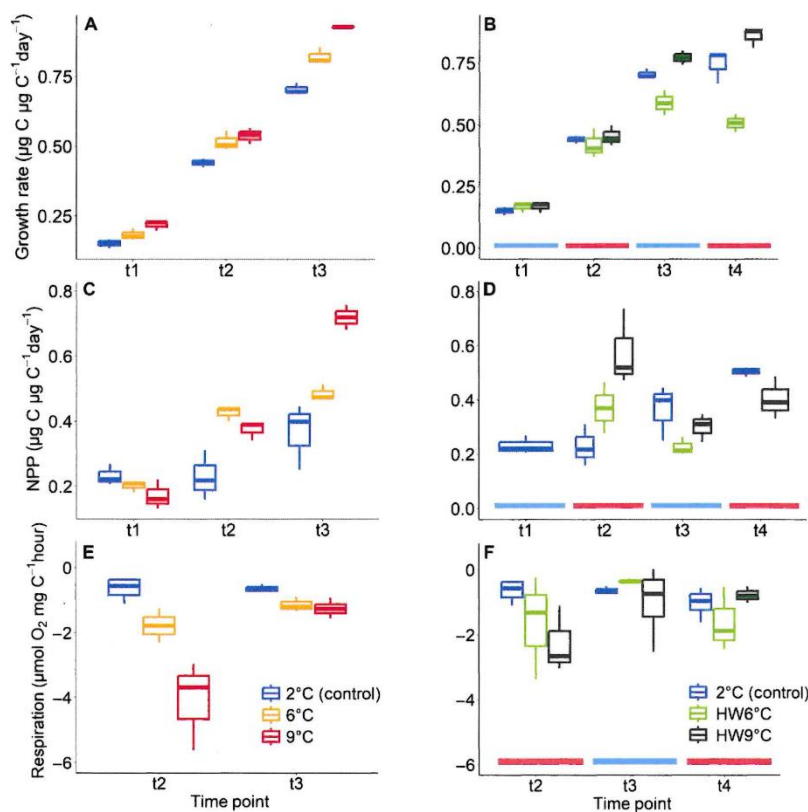 A
Growth rate (µg C µg C⁻¹day⁻¹)
0.75
0.50
0.25
t1 t2 t3
B
0.75
0.50
0.25
0.00
t1 t2 t3 t4
C
NPP (µg C µg C⁻¹day⁻¹)
0.8
0.6
0.4
0.2
t1 t2 t3
D
0.8
0.6
0.4
0.2
0.0
t1 t2 t3 t4
E
Respiration (µmol O₂ mg C⁻¹hour)
0
−2
−4
−6
2°C (control)
6°C
9°C
t2 t3
Time point
F
0
−2
−4
−6
2°C (control)
HW6°C
HW9°C
t2 t3 t4
Time point